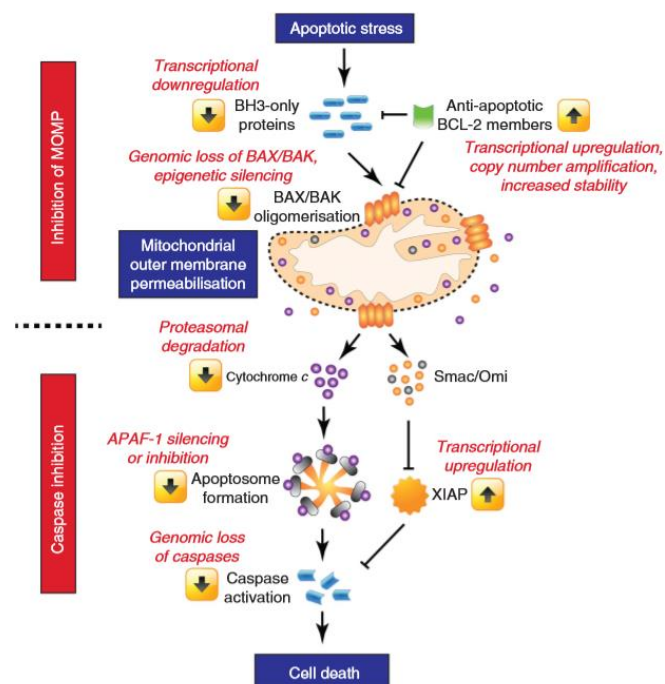 Apoptotic stress
Transcriptional
downregulation
BH3-only
proteins
Anti-apoptotic
BCL-2 members
Transcriptional upregulation,
copy number amplification,
increased stability
Genomic loss of BAX/BAK,
epigenetic silencing
BAX/BAK
oligomerisation
Inhibition of MOMP
Mitochondrial
outer membrane
permeabilisation
Proteasomal
degradation
Cytochrome c
Smac/Omi
Caspase inhibition
APAF-1 silencing
or inhibition
Apoptosome
formation
Transcriptional
upregulation
XIAP
Genomic loss
of caspases
Caspase
activation
Cell death